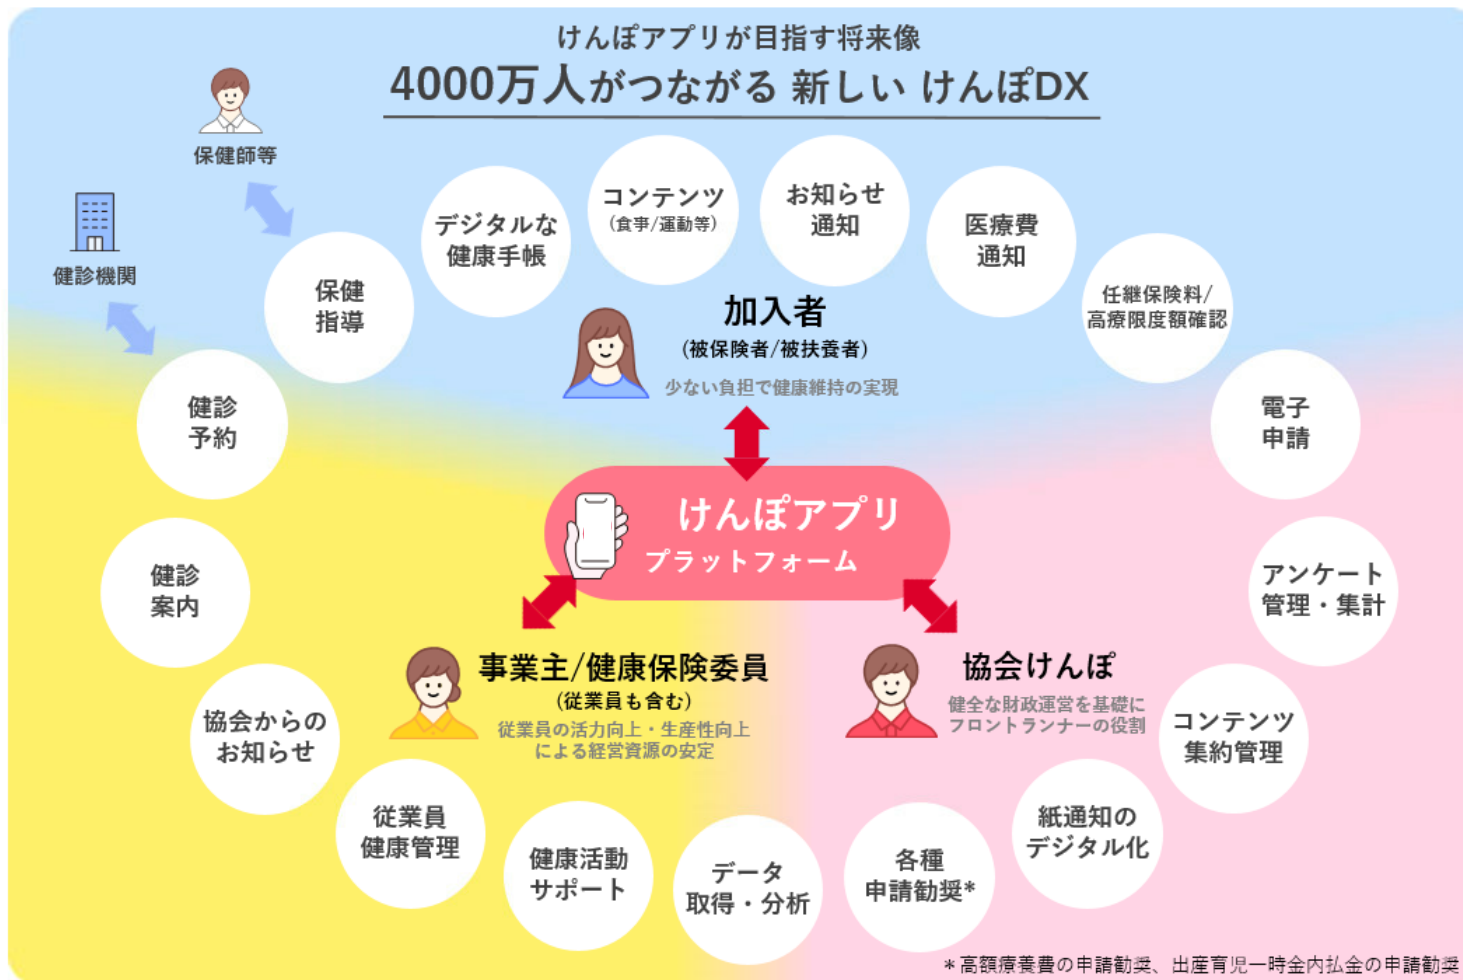 けんぽアプリが目指す将来像
4000万人がつながる 新しい けんぽDX
保健師等
健診機関
保健
指導
デジタルな
健康手帳
コンテンツ
(食事/運動等)
お知らせ
通知
医療費
通知
任継保険料/
高療限度額確認
健診
予約
加入者
(被保険者/被扶養者)
少ない負担で健康維持の実現
電子
申請
けんぽアプリ
プラットフォーム
健診
案内
アンケート
管理・集計
事業主/健康保険委員
(従業員も含む)
従業員の活力向上・生産性向上
による経営資源の安定
協会けんぽ
健全な財政運営を基礎に
フロントランナーの役割
協会からの
お知らせ
コンテンツ
集約管理
従業員
健康管理
健康活動
サポート
データ
取得・分析
各種
申請勧奨*
紙通知の
デジタル化
*高額療養費の申請勧奨、出産育児一時金内払金の申請勧奨